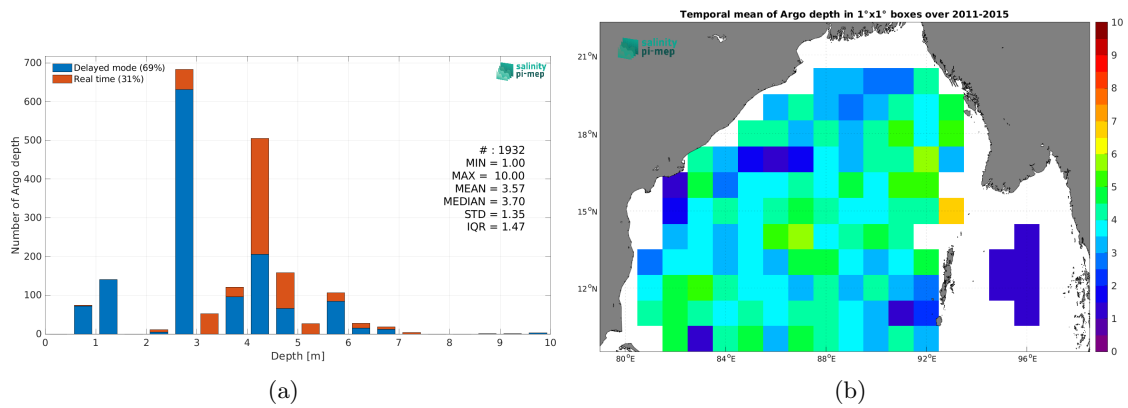 700
600
500
400
300
200
100
0
Number of Argo depth
Delayed mode (69%)
Real time (31%)
salinity
pi-mep
# : 1932
MIN = 1.00
MAX = 10.00
MEAN = 3.57
MEDIAN = 3.70
STD = 1.35
IQR = 1.47
0 1 2 3 4 5 6 7 8 9 10
Depth [m]
(a)
Temporal mean of Argo depth in 1°x1° boxes over 2011-2015
salinity
pi-mep
21°N
18°N
15°N
12°N
80°E 84°E 88°E 92°E 96°E
10
9
8
7
6
5
4
3
2
1
0
(b)